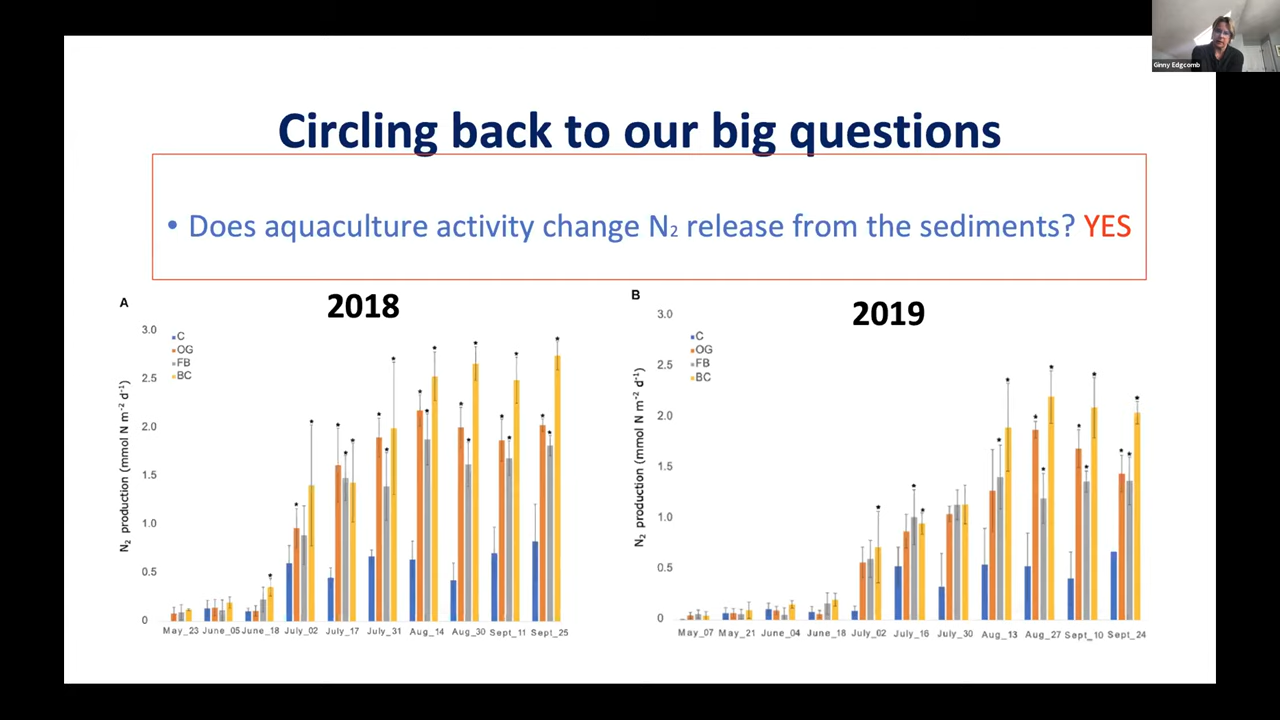 Ginny Edgcomb
Circling back to our big questions
• Does aquaculture activity change N₂ release from the sediments? YES
A
2018
N₂ production (mmol N m⁻² d⁻¹)
3.0
2.5
2.0
1.5
1.0
0.5
0
C
OG
FB
BC
May_23 June_05 June_18 July_02 July_17 July_31 Aug_14 Aug_30 Sept_11 Sept_25
B
2019
N₂ production (mmol N m⁻² d⁻¹)
3.0
2.5
2.0
1.5
1.0
0.5
0
C
OG
FB
BC
May_07 May_21 June_04 June_18 July_02 July_16 July_30 Aug_13 Aug_27 Sept_10 Sept_24